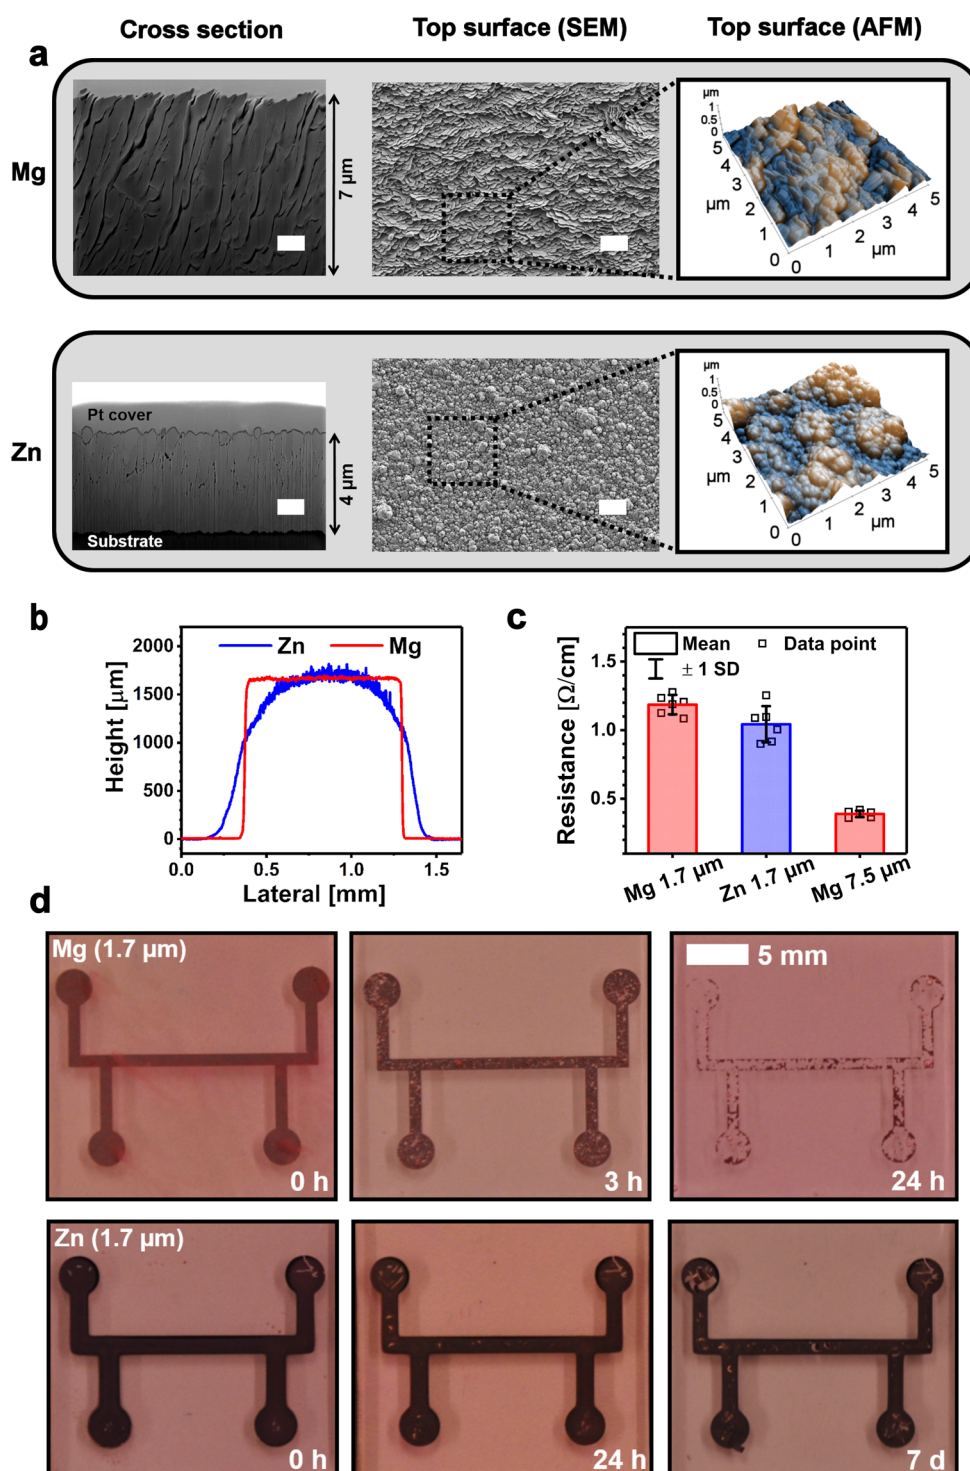 Cross section
Top surface (SEM)
Top surface (AFM)
a
Mg
7 µm
µm
1
0.5
0
5
4
3
µm
2
1
0
0
1
2
3
µm
4
5
Zn
Pt cover
Substrate
4 µm
µm
1
0.5
0
5
4
3
µm
2
1
0
0
1
2
3
µm
4
5
b
Zn
Mg
Height [µm]
2000
1500
1000
500
0
0.0
0.5
1.0
1.5
Lateral [mm]
c
Mean
Data point
± 1 SD
Resistance [Ω/cm]
1.5
1.0
0.5
Mg 1.7 µm
Zn 1.7 µm
Mg 7.5 µm
d
Mg (1.7 µm)
0 h
3 h
5 mm
24 h
Zn (1.7 µm)
0 h
24 h
7 d